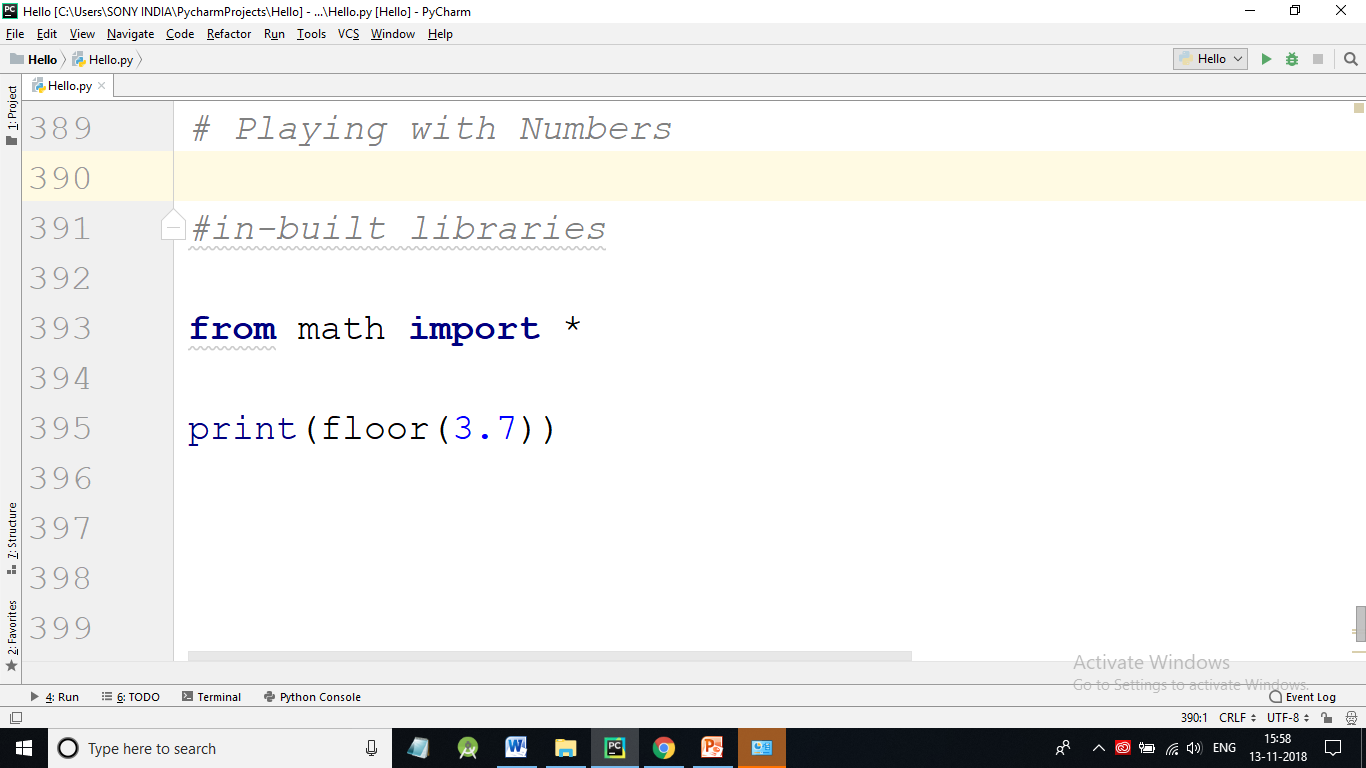 Hello [C:\Users\SONY INDIA\PycharmProjects\Hello] - ...\Hello.py [Hello] - PyCharm
File Edit View Navigate Code Refactor Run Tools VCS Window Help
Hello Hello.py Hello
1: Project
Hello.py
389 # Playing with Numbers
390
391 #in-built libraries
392
393 from math import *
394
395 print(floor(3.7))
396
397
398
399
7: Structure
2: Favorites
Activate Windows
Go to Settings to activate Windows.
4: Run 6: TODO Terminal Python Console Event Log
390:1 CRLF UTF-8
Type here to search
ENG 15:58
13-11-2018